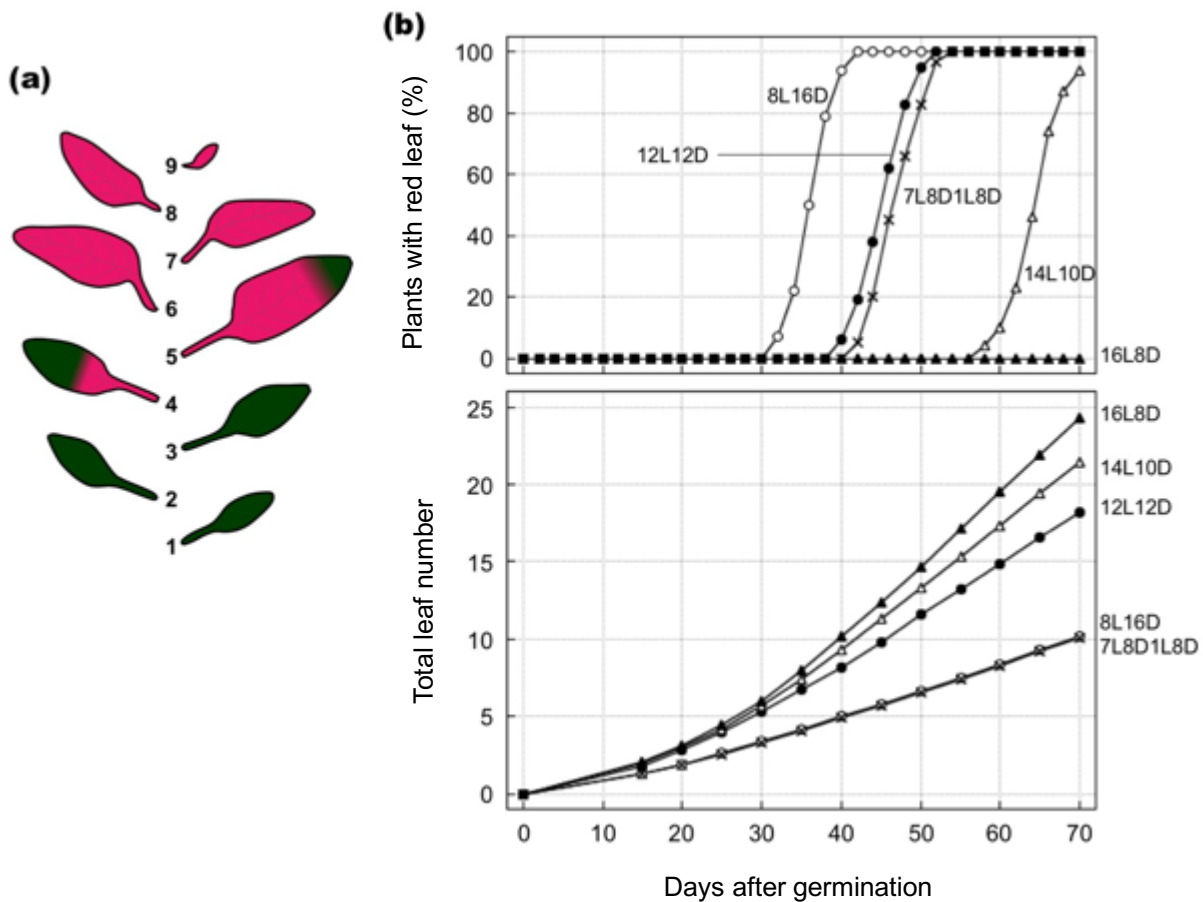 (a)
9
8
7
6
5
4
3
2
1
(b)
Plants with red leaf (%)
100
80
60
40
20
0
8L16D
12L12D
7L8D1L8D
14L10D
16L8D
Total leaf number
25
20
15
10
5
0
16L8D
14L10D
12L12D
8L16D
7L8D1L8D
0 10 20 30 40 50 60 70
Days after germination